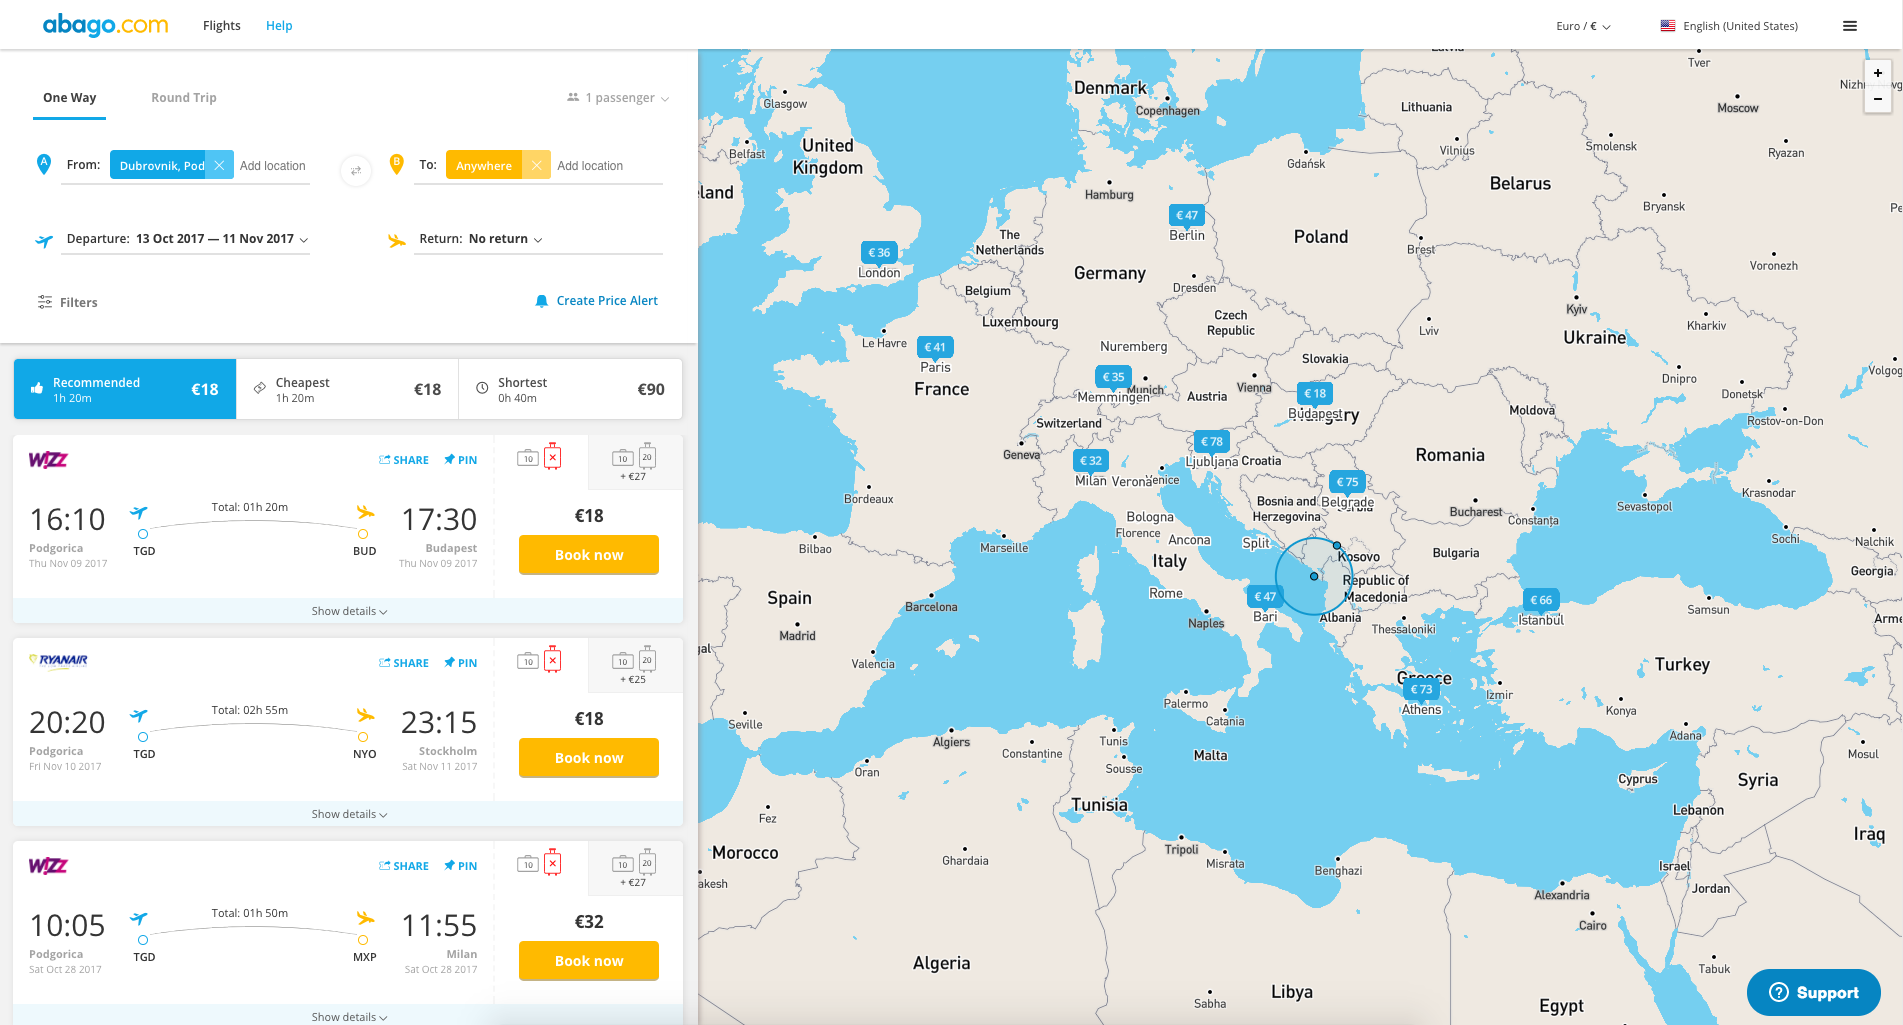 abago.com
Flights
Help
Euro / €
English (United States)
One Way
Round Trip
1 passenger
A
From:
Dubrovnik, Pod
Add location
B
To:
Anywhere
Add location
Departee: 13 Oct 2017 — 11 Nov 2017
Return: No return
Filters
Create Price Alert
Recommended
1h 20m
€18
Cheapest
1h 20m
€18
Shortest
0h 40m
€90
WIZZ
SHARE
PIN
10
20
10
+ €27
16:10
Total: 01h 20m
17:30
€18
Podgorica
TGD
BUD
Budapest
Thu Nov 09 2017
Thu Nov 09 2017
Book now
Show details
RYANAIR
SHARE
PIN
10
10
20
+ €25
20:20
Total: 02h 55m
23:15
€18
Podgorica
TGD
NYO
Stockholm
Fri Nov 10 2017
Sat Nov 11 2017
Book now
Show details
WIZZ
SHARE
PIN
10
10
20
+ €27
10:05
Total: 01h 50m
11:55
€32
Podgorica
TGD
MXP
Milan
Sat Oct 28 2017
Sat Oct 28 2017
Book now
Show details
Tver
+
−
Denmark
Glasgow
Copenhagen
Lithuania
Moscow
Belfast
United
Kingdom
Vilnius
Smolensk
Ryazan
Gdańsk
Hamburg
Belarus
Bryansk
€ 47
Berlin
The
Netherlands
Poland
Brest
€ 36
London
Germany
Voronezh
Belgium
Dresden
Kyiv
Luxembourg
Czech
Republic
Lviv
Kharkiv
Ukraine
Le Havre
€ 41
Paris
Nuremberg
Slovakia
France
€ 35
Munich
Memmingen
Vienna
Austria
€ 18
Budapest
Dnipro
Donetsk
Moldova
Rostov-on-Don
Switzerland
Geneva
€ 78
Ljubljana
Croatia
€ 32
Milan
Verona
Venice
Romania
€ 75
Belgrade
Bordeaux
Bosnia and
Herzegovina
Krasnodar
Sevastopol
Bucharest
Constanța
Bologna
Florence
Ancona
Split
Sochi
Nalchik
Bilbao
Marseille
Italy
Kosovo
Bulgaria
Georgia
Republic of
Macedonia
Spain
Barcelona
Rome
€ 47
Bari
Naples
Albania
€ 66
Istanbul
Samsun
Madrid
Thessaloniki
Valencia
Turkey
Greece
€ 73
Athens
Izmir
Palermo
Catania
Konya
Seville
Algiers
Constantine
Tunis
Adana
Mosul
Malta
Oran
Sousse
Cyprus
Syria
Tunisia
Lebanon
Fez
Iraq
Tripoli
Morocco
Ghardaia
Misrata
Benghazi
Israel
Alexandria
Jordan
Cairo
Algeria
Tabuk
Libya
Sabha
Egypt
Support